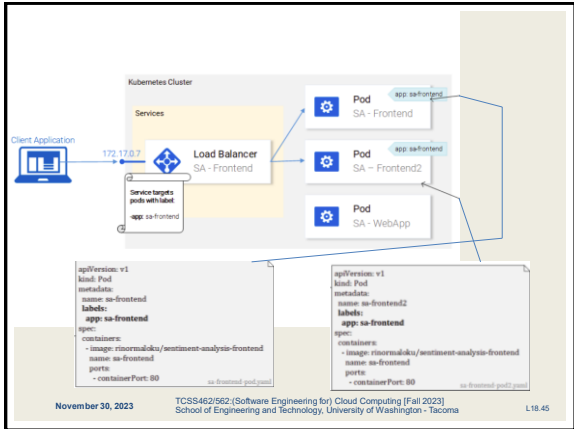 Kubernetes Cluster
Services
Client Application
172.17.0.7
Load Balancer
SA - Frontend
Service targets
pods with label:
-app: sa-frontend
app: sa-frontend
Pod
SA - Frontend
app: sa-frontend
Pod
SA – Frontend2
Pod
SA - WebApp
apiVersion: v1
kind: Pod
metadata:
name: sa-frontend
labels:
app: sa-frontend
spec:
containers:
- image: rinormaloku/sentiment-analysis-frontend
name: sa-frontend
ports:
- containerPort: 80
sa-frontend-pod.yaml
apiVersion: v1
kind: Pod
metadata:
name: sa-frontend2
labels:
app: sa-frontend
spec:
containers:
- image: rinormaloku/sentiment-analysis-frontend
name: sa-frontend
ports:
- containerPort: 80
sa-frontend-pod2.yaml
November 30, 2023
TCSS462/562:(Software Engineering for) Cloud Computing [Fall 2023]
School of Engineering and Technology, University of Washington - Tacoma
L18.45